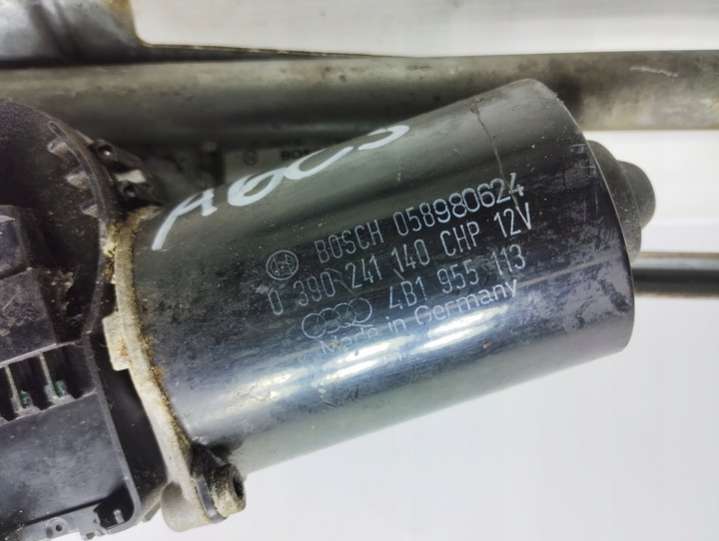 A6C5
BOSCH 058980624
0 390 241 140 CHP 12V
4B1 955 113
Made in Germany